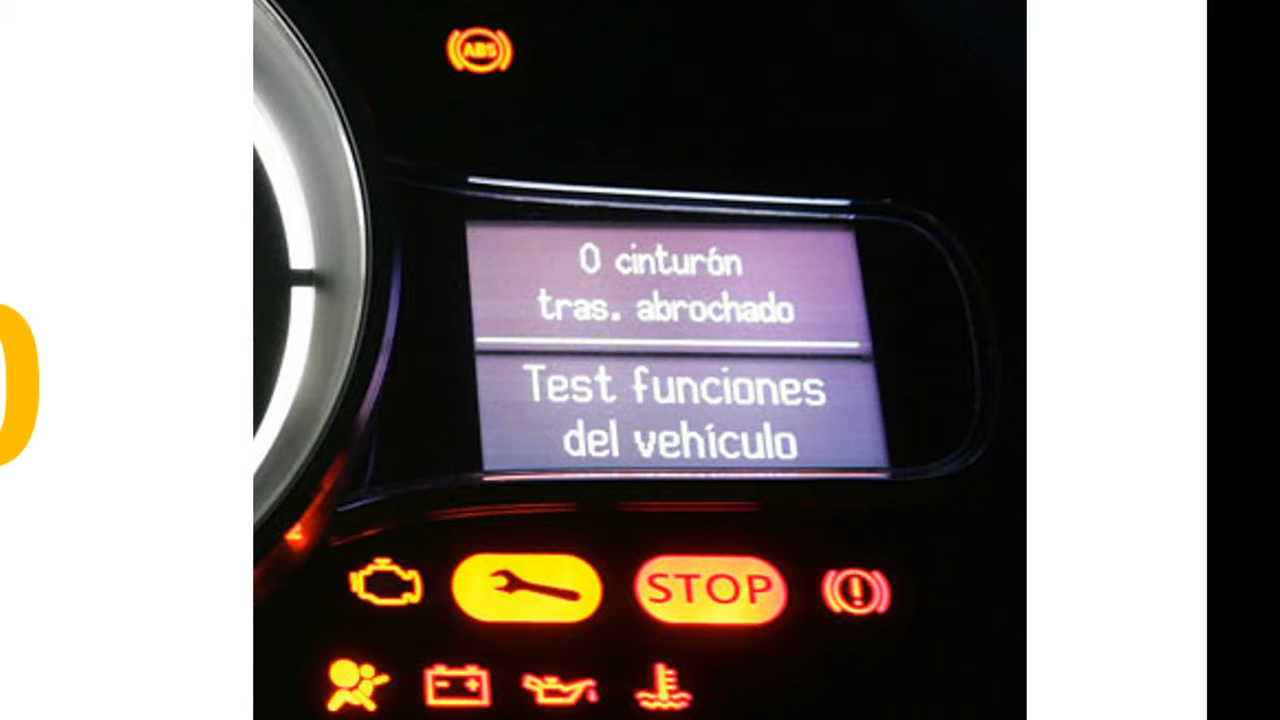 ABS
0 cinturón
tras. abrochado
Test funciones
del vehículo
STOP